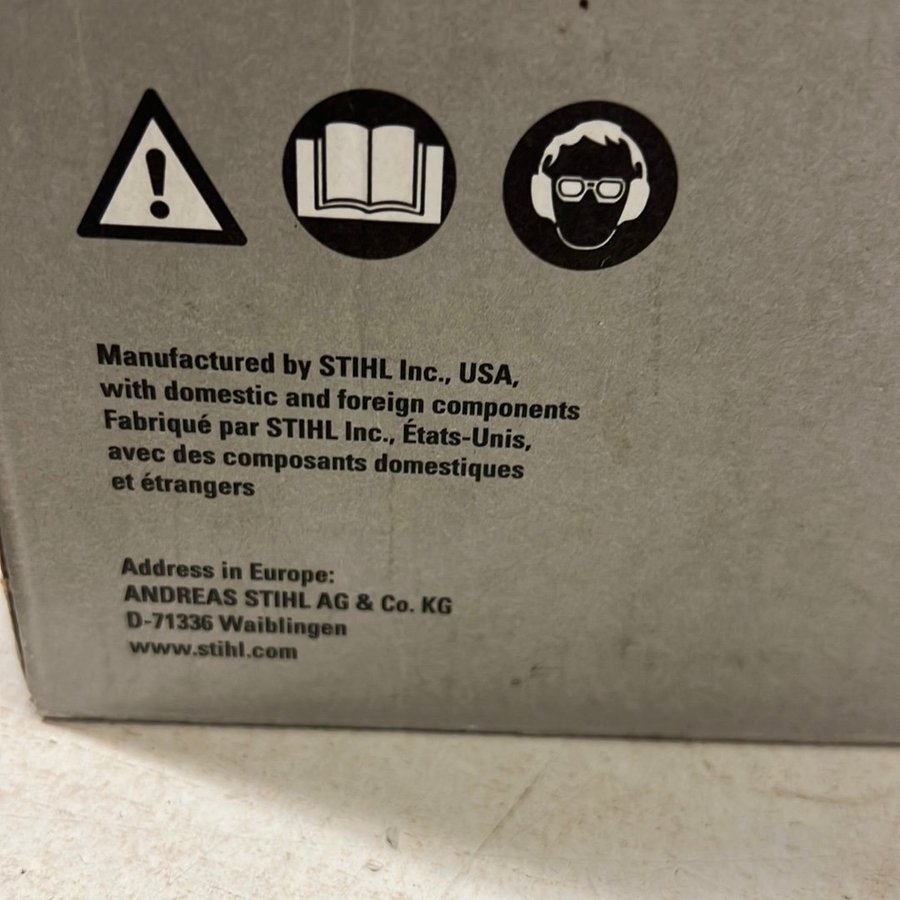 Manufactured by STIHL Inc., USA,
with domestic and foreign components
Fabriqué par STIHL Inc., États-Unis,
avec des composants domestiques
et étrangers
Address in Europe:
ANDREAS STIHL AG & Co. KG
D-71336 Waiblingen
www.stihl.com